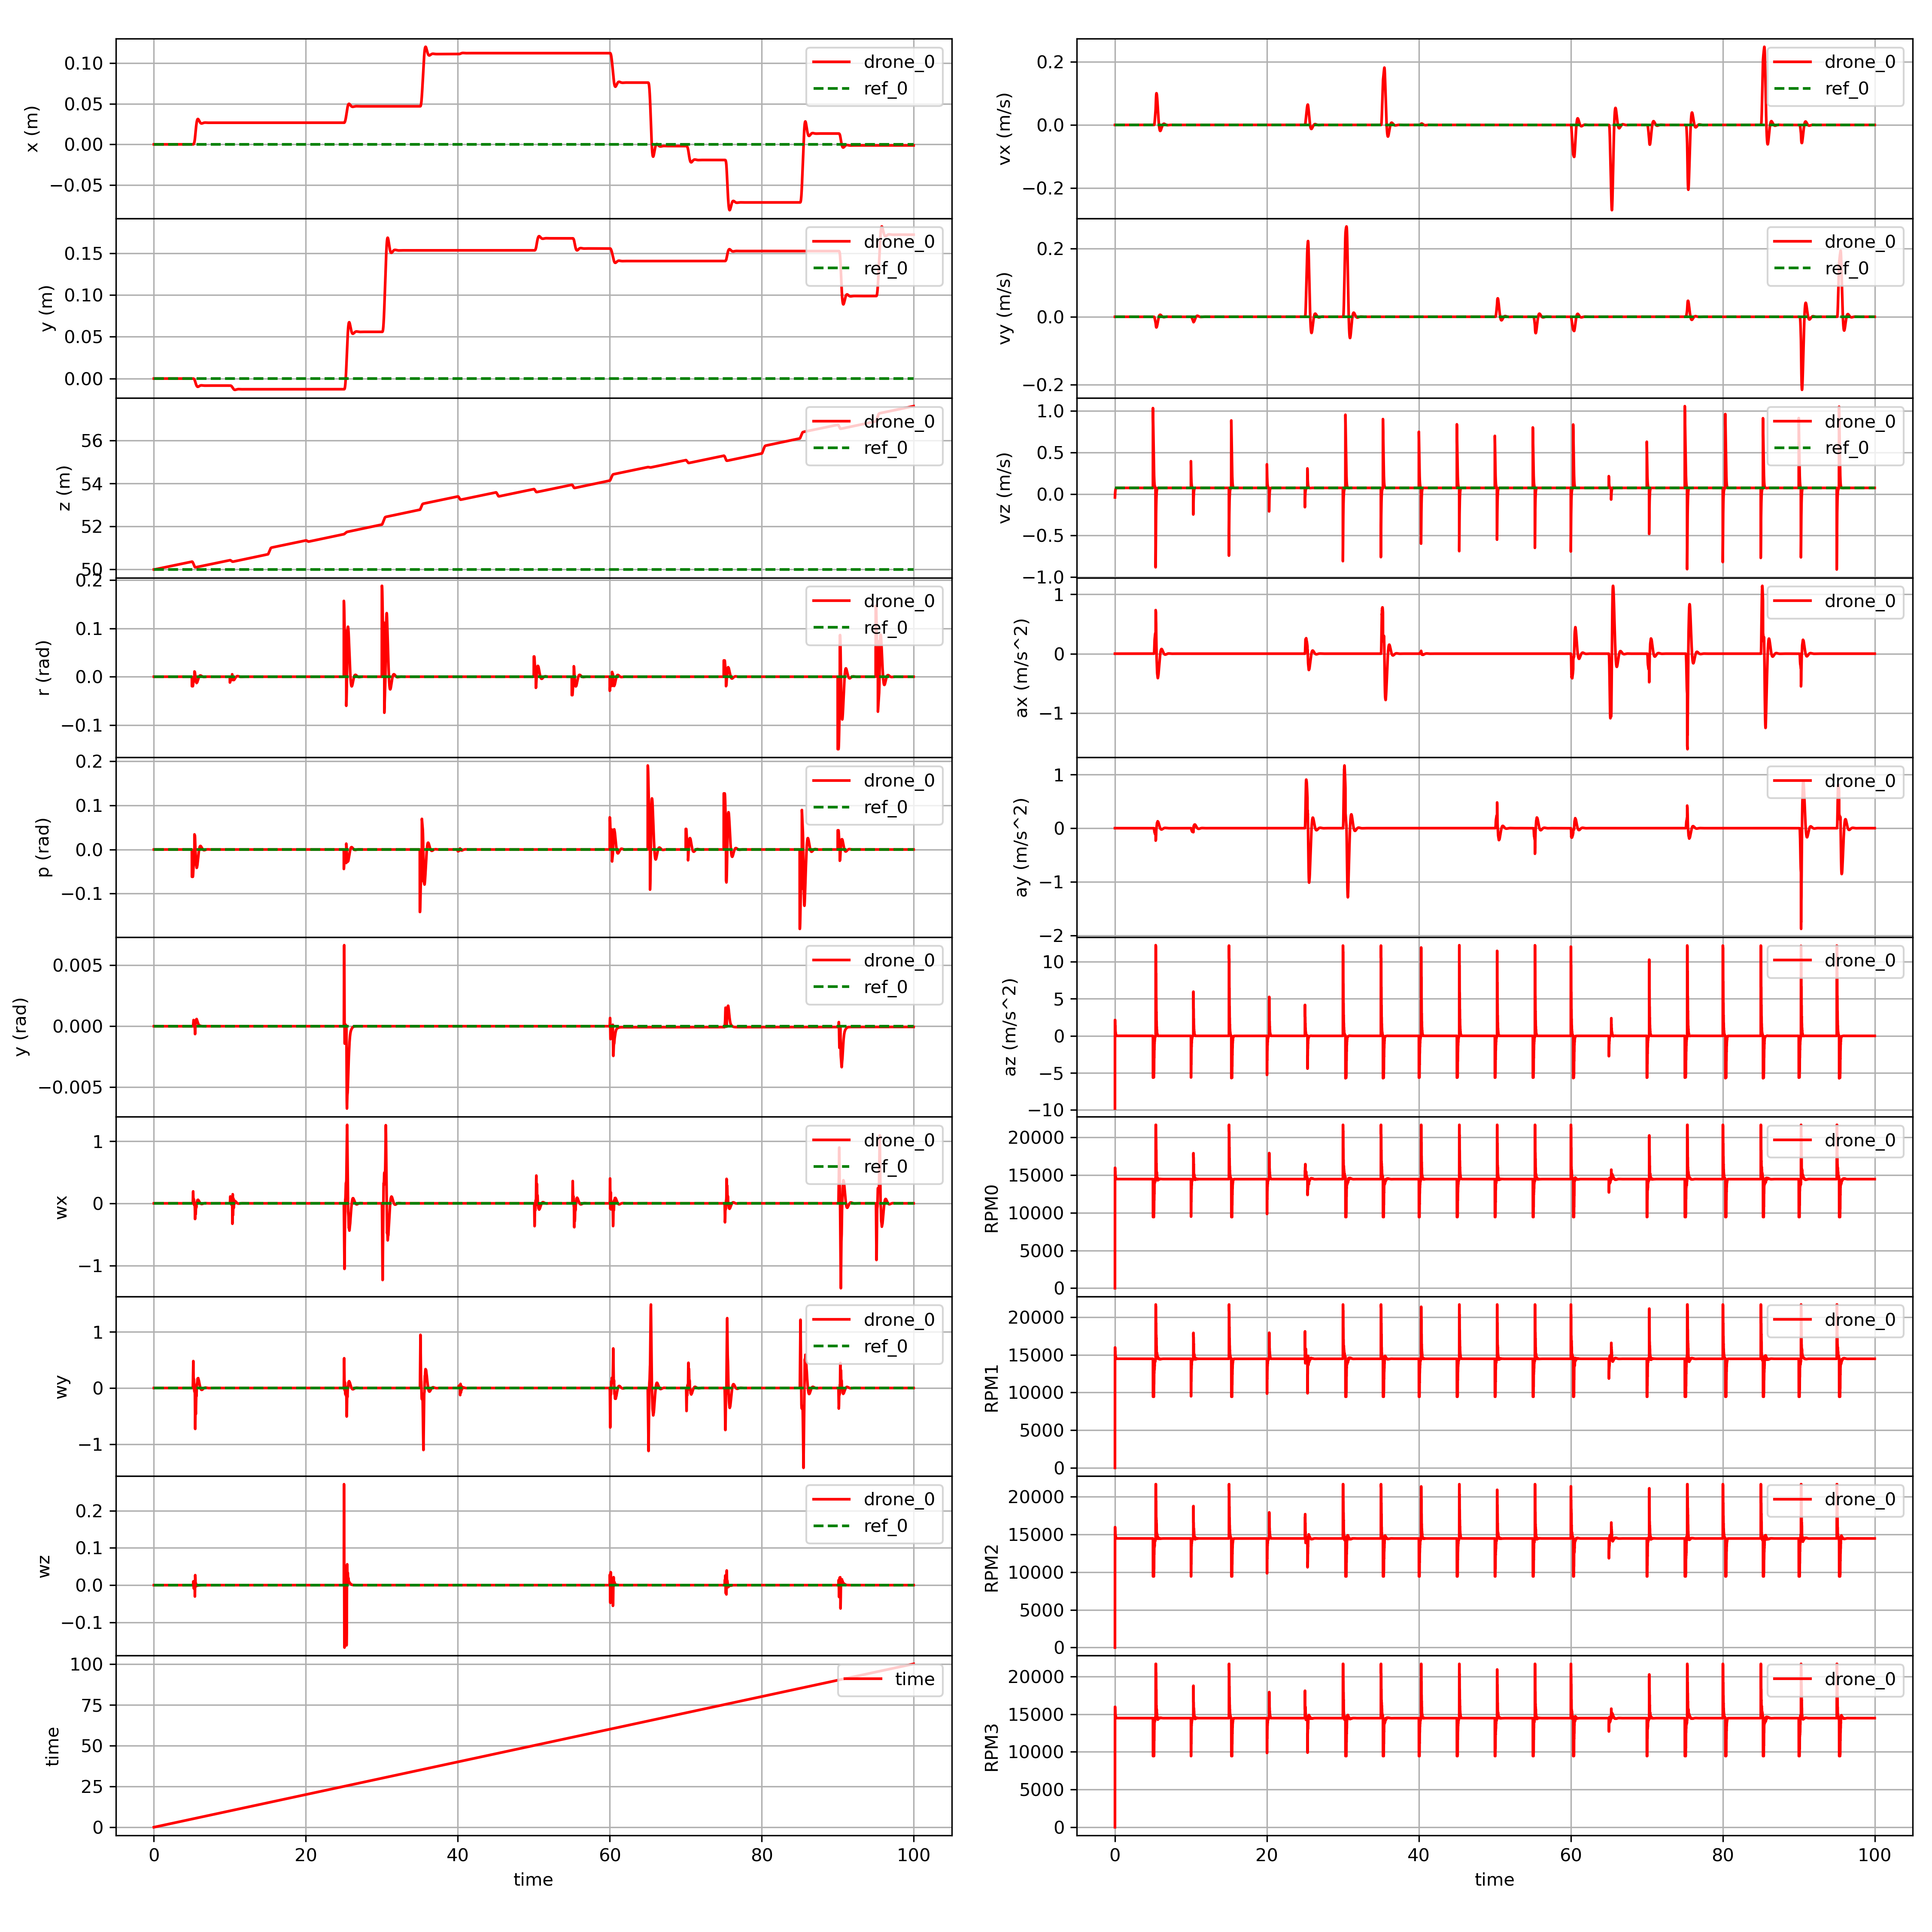 x (m)
0.10
0.05
0.00
−0.05
drone_0
ref_0
y (m)
0.15
0.10
0.05
0.00
drone_0
ref_0
z (m)
56
54
52
50
drone_0
ref_0
r (rad)
0.2
0.1
0.0
−0.1
drone_0
ref_0
p (rad)
0.2
0.1
0.0
−0.1
drone_0
ref_0
y (rad)
0.005
0.000
−0.005
drone_0
ref_0
wx
1
0
−1
drone_0
ref_0
wy
1
0
−1
drone_0
ref_0
wz
0.2
0.1
0.0
−0.1
drone_0
ref_0
time
100
75
50
25
0
time
0 20 40 60 80 100
time
vx (m/s)
0.2
0.0
−0.2
drone_0
ref_0
vy (m/s)
0.2
0.0
−0.2
drone_0
ref_0
vz (m/s)
1.0
0.5
0.0
−0.5
−1.0
drone_0
ref_0
ax (m/s^2)
1
0
−1
drone_0
ay (m/s^2)
1
0
−1
−2
drone_0
az (m/s^2)
10
5
0
−5
−10
drone_0
RPM0
20000
15000
10000
5000
0
drone_0
RPM1
20000
15000
10000
5000
0
drone_0
RPM2
20000
15000
10000
5000
0
drone_0
RPM3
20000
15000
10000
5000
0
drone_0
0 20 40 60 80 100
time